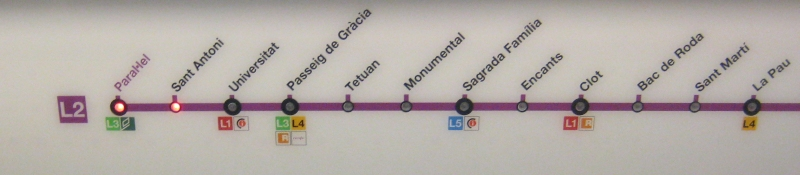 L2
Paral·lel
Sant Antoni
Universitat
Passeig de Gràcia
Tetuan
Monumental
Sagrada Família
Encants
Clot
Bac de Roda
Sant Martí
La Pau
L3
L1
L3 L4
L5
L1
L4